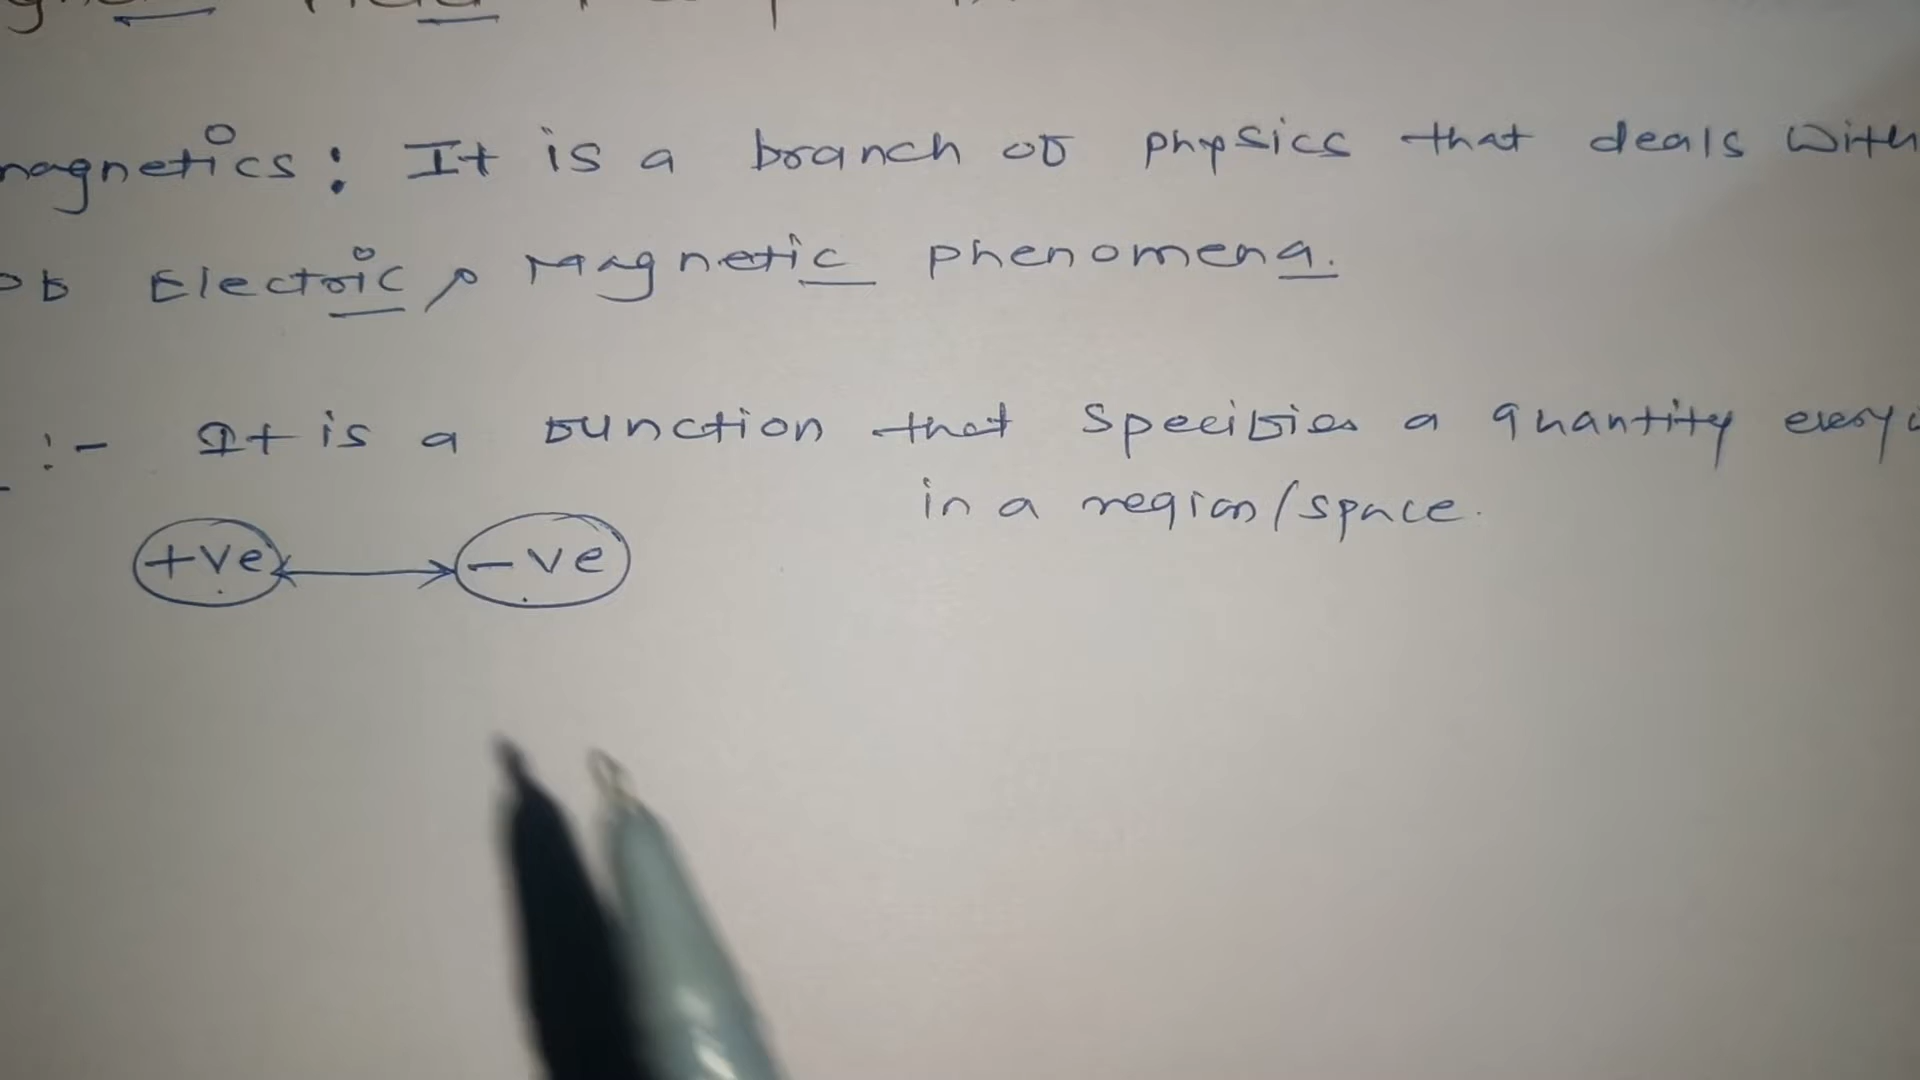 magnetics: It is a branch of physics that deals with
of Electric, Magnetic phenomena.
:- It is a function that specifies a quantity every
in a region/space.
+ve -ve